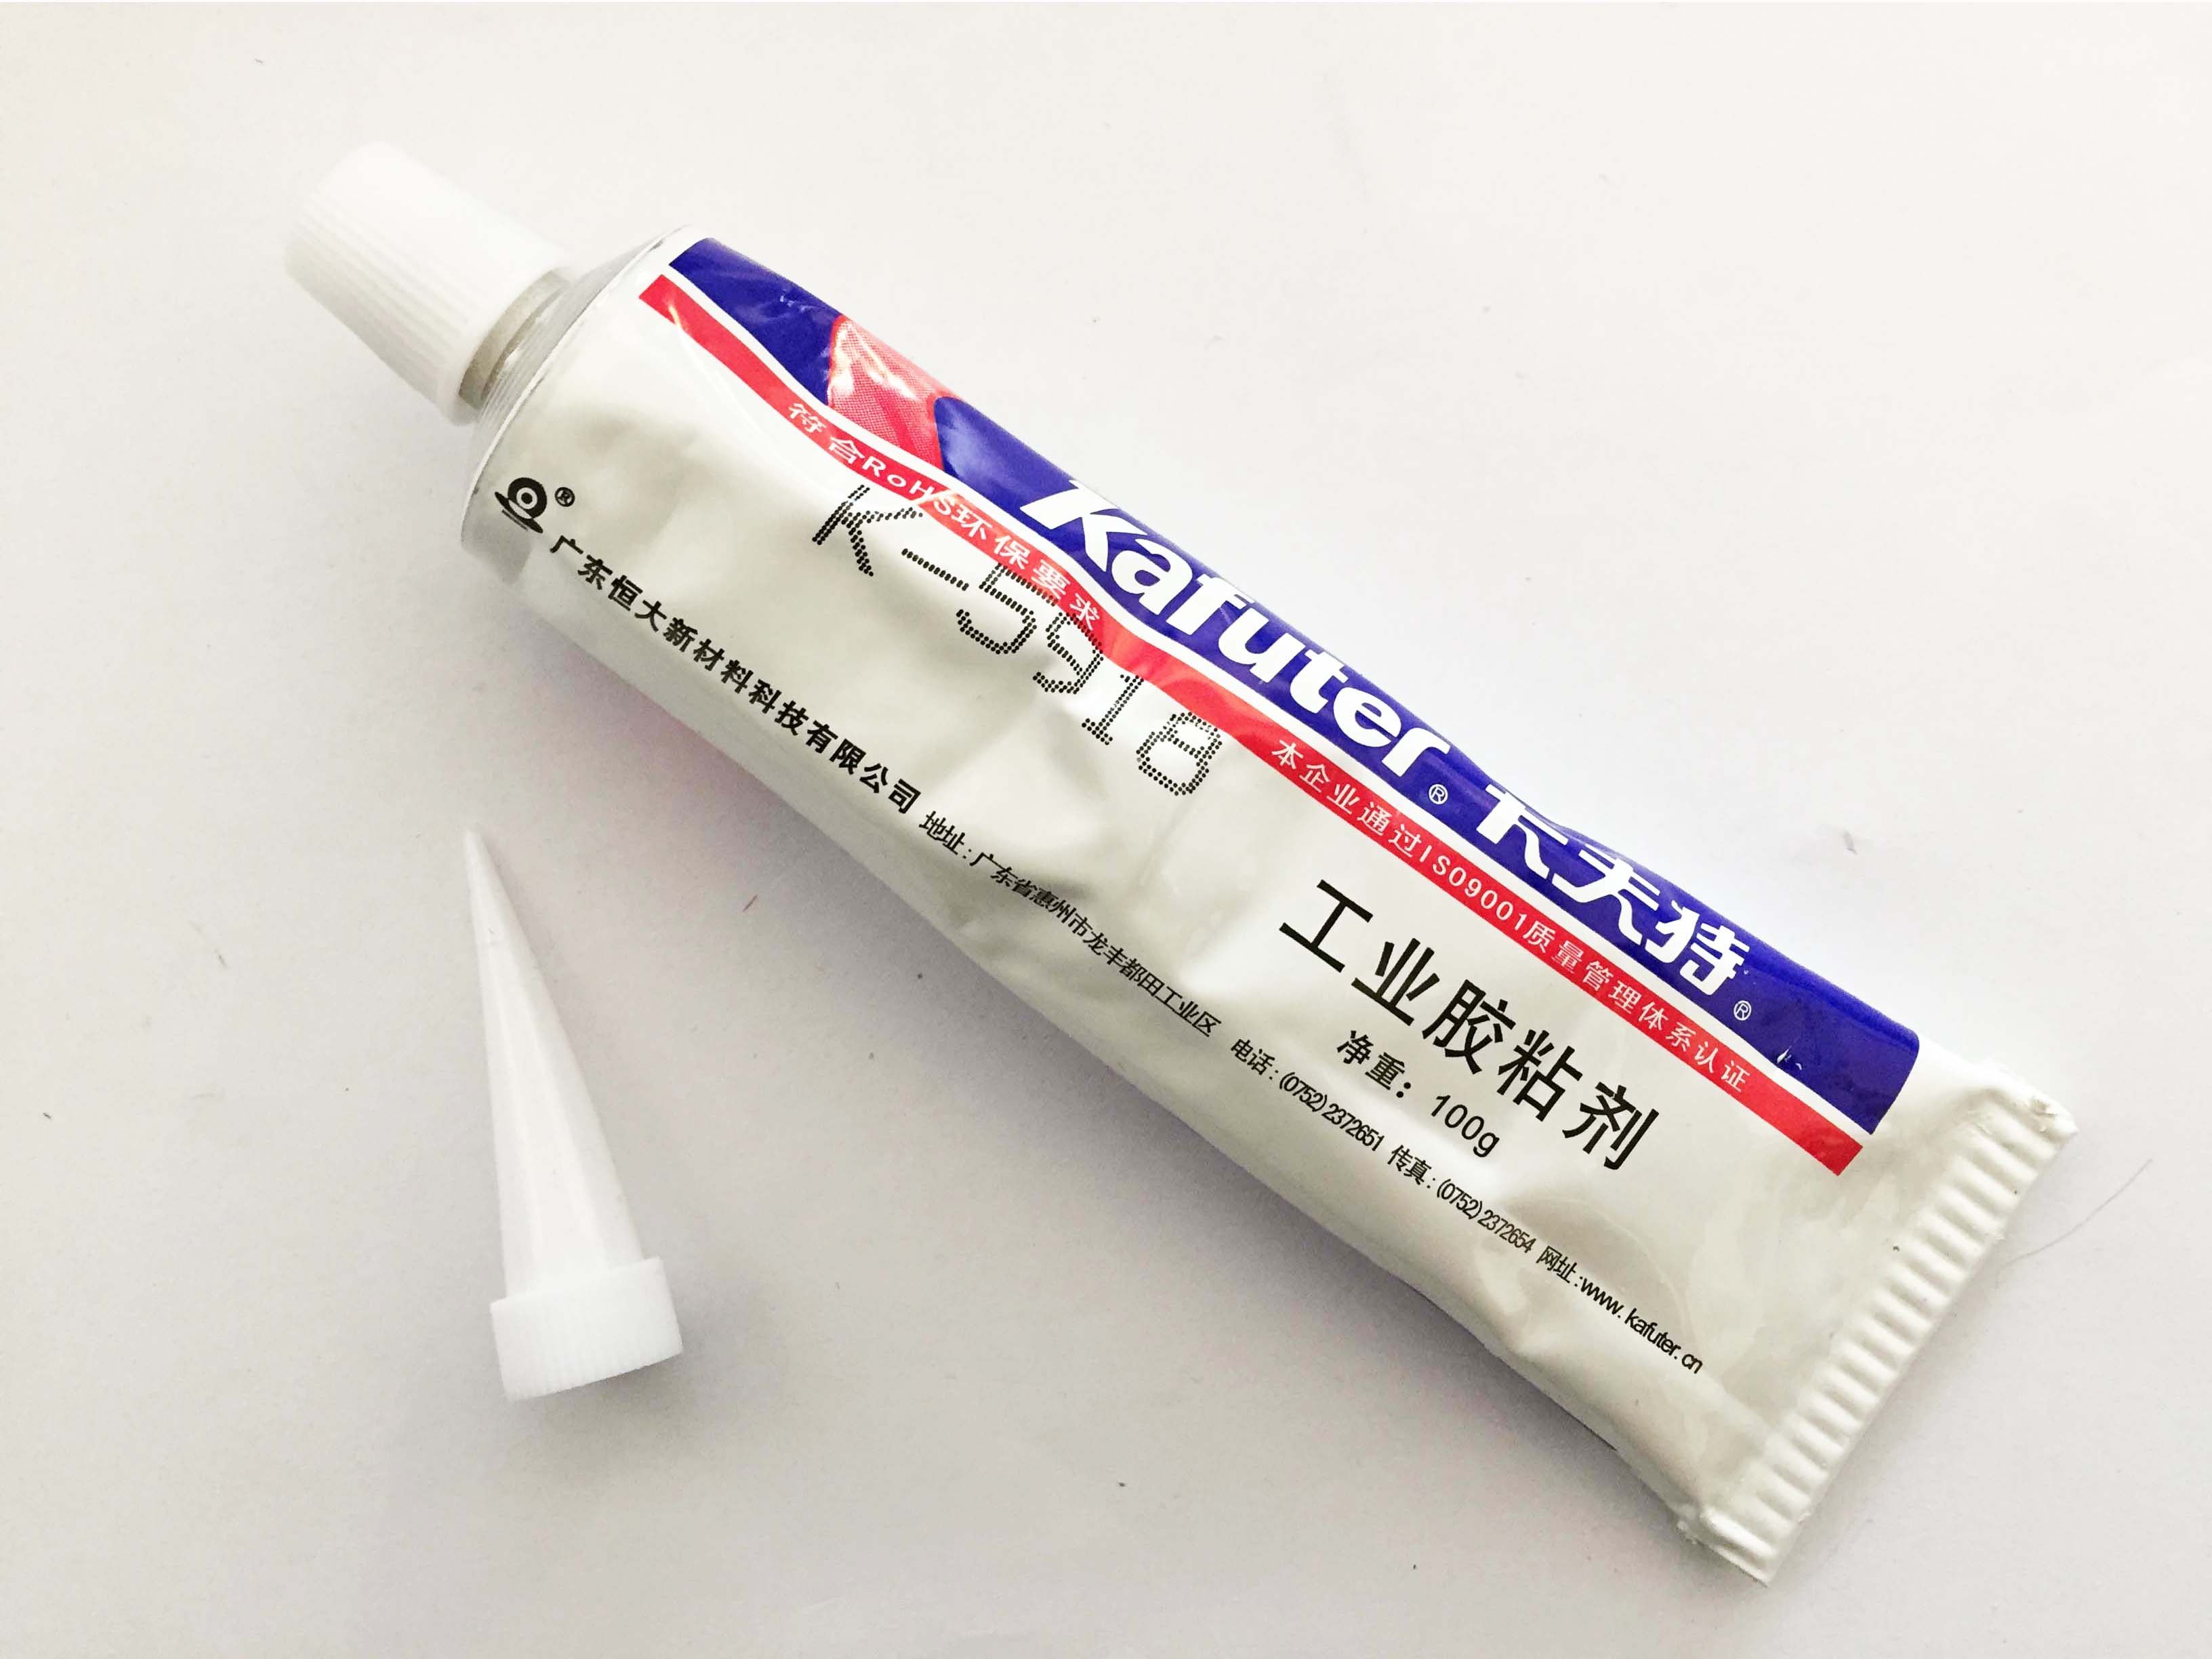 Kafuter® 卡夫特®
符合RoHS环保要求 本企业通过ISO9001质量管理体系认证
K-5918
工业胶粘剂
净重：100g
®广东恒大新材料科技有限公司 地址：广东省惠州市龙丰都田工业区 电话：(0752)2372651 传真：(0752)2372654 网址：www.kafuter.cn